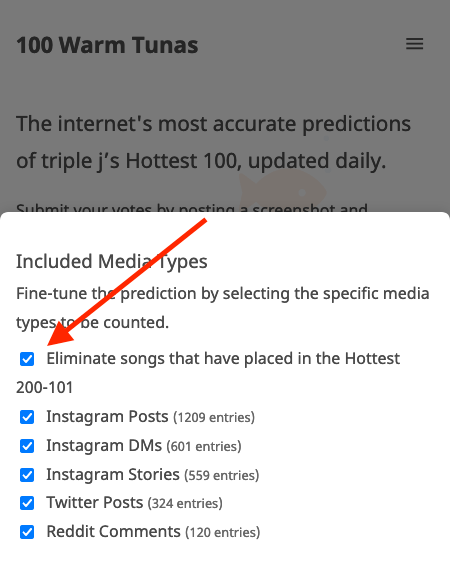 100 Warm Tunas
The internet's most accurate predictions
of triple j’s Hottest 100, updated daily.
Submit your votes by posting a screenshot and
Included Media Types
Fine-tune the prediction by selecting the specific media
types to be counted.
Eliminate songs that have placed in the Hottest
200-101
Instagram Posts (1209 entries)
Instagram DMs (601 entries)
Instagram Stories (559 entries)
Twitter Posts (324 entries)
Reddit Comments (120 entries)